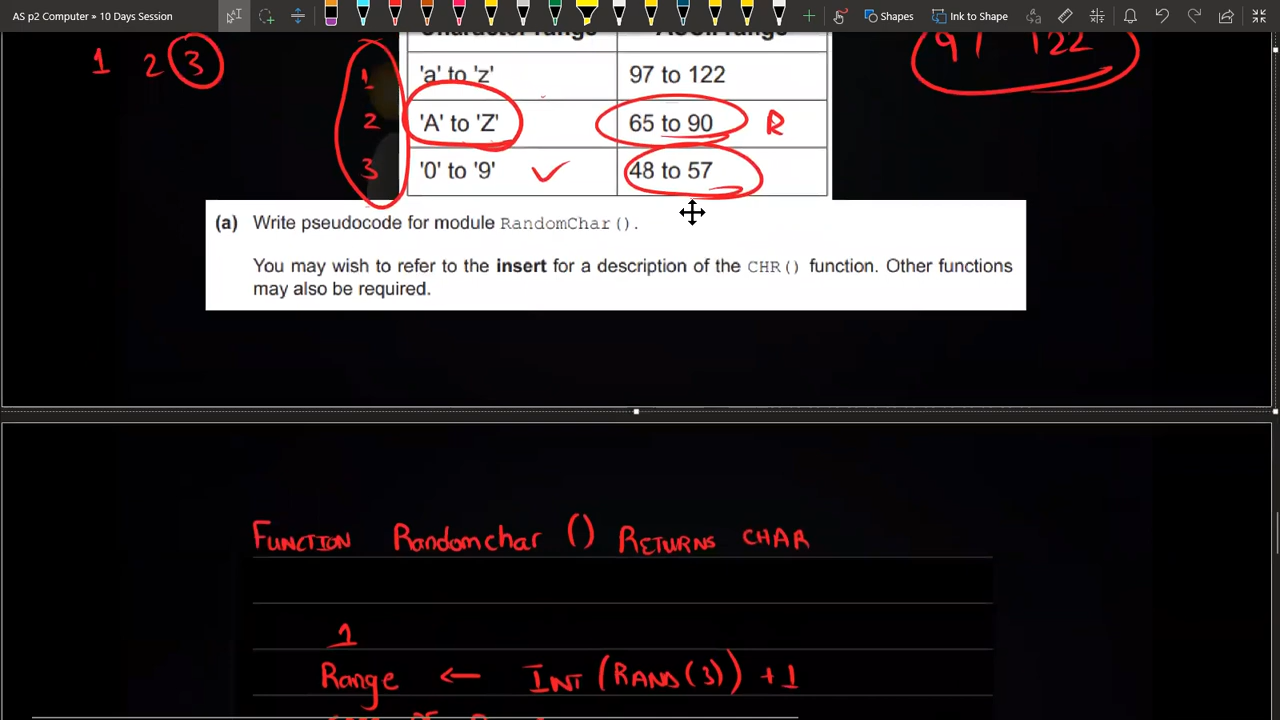 AS p2 Computer » 10 Days Session
Shapes
Ink to Shape
1 2 3
122
1 'a' to 'z' 97 to 122
2 'A' to 'Z' 65 to 90 R
3 '0' to '9' 48 to 57
(a) Write pseudocode for module RandomChar().
You may wish to refer to the insert for a description of the CHR() function. Other functions
may also be required.
FUNCTION Randomchar () RETURNS CHAR
1
Range ← INT (RAND(3)) +1